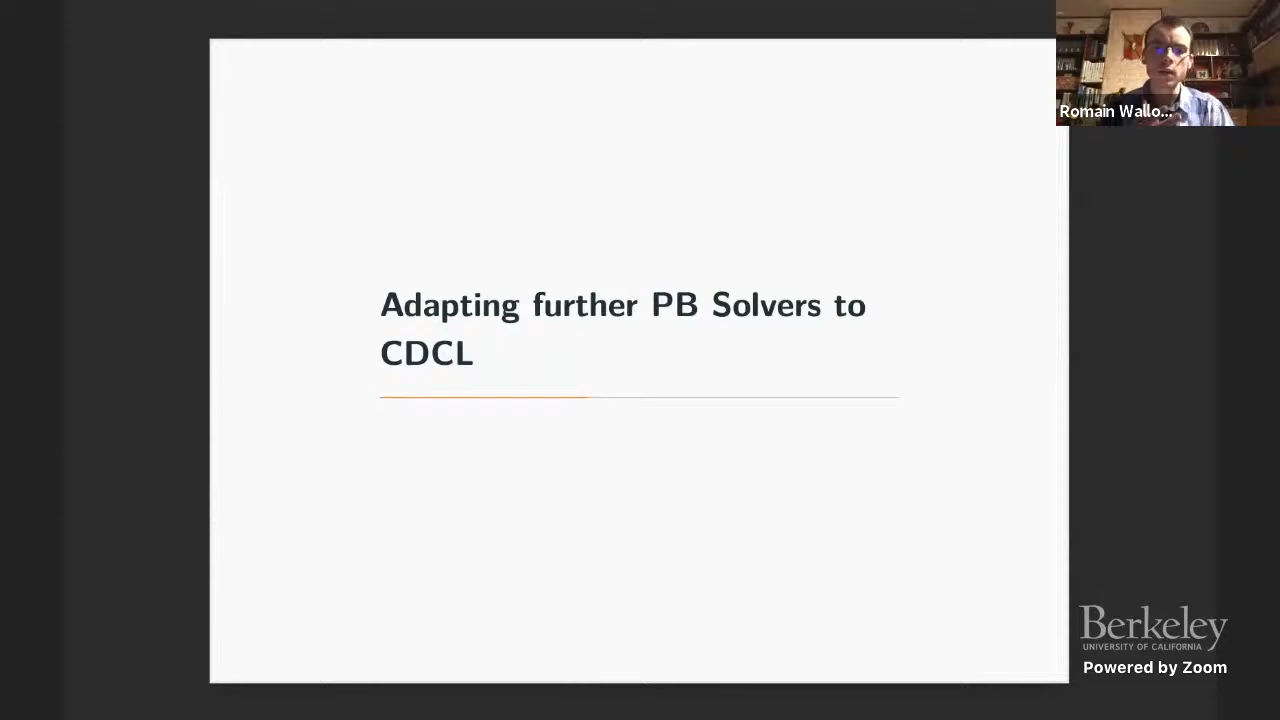 Adapting further PB Solvers to
CDCL
Romain Wallo...
Berkeley
UNIVERSITY OF CALIFORNIA
Powered by Zoom